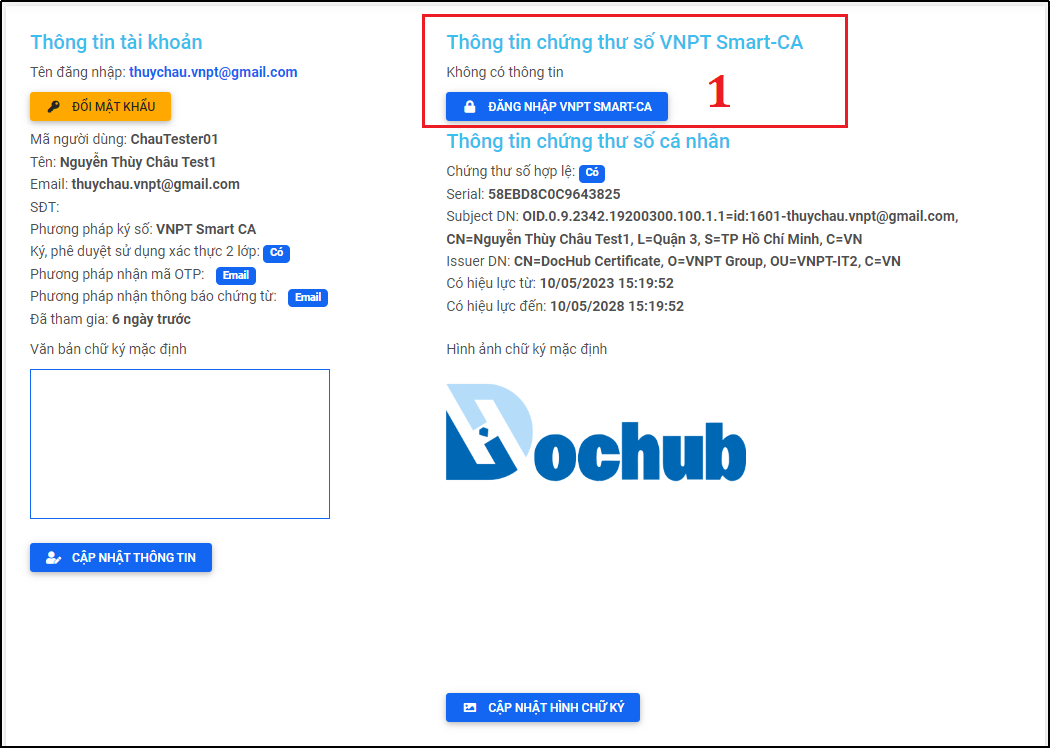 Thông tin tài khoản
Tên đăng nhập: thuychau.vnpt@gmail.com
ĐỔI MẬT KHẨU
Mã người dùng: ChauTester01
Tên: Nguyễn Thùy Châu Test1
Email: thuychau.vnpt@gmail.com
SĐT:
Phương pháp ký số: VNPT Smart CA
Ký, phê duyệt sử dụng xác thực 2 lớp: Có
Phương pháp nhận mã OTP: Email
Phương pháp nhận thông báo chứng từ: Email
Đã tham gia: 6 ngày trước
Văn bản chữ ký mặc định
CẬP NHẬT THÔNG TIN
Thông tin chứng thư số VNPT Smart-CA
Không có thông tin
ĐĂNG NHẬP VNPT SMART-CA
1
Thông tin chứng thư số cá nhân
Chứng thư số hợp lệ: Có
Serial: 58EBD8C0C9643825
Subject DN: OID.0.9.2342.19200300.100.1.1=id:1601-thuychau.vnpt@gmail.com,
CN=Nguyễn Thùy Châu Test1, L=Quận 3, S=TP Hồ Chí Minh, C=VN
Issuer DN: CN=DocHub Certificate, O=VNPT Group, OU=VNPT-IT2, C=VN
Có hiệu lực từ: 10/05/2023 15:19:52
Có hiệu lực đến: 10/05/2028 15:19:52
Hình ảnh chữ ký mặc định
Dochub
CẬP NHẬT HÌNH CHỮ KÝ